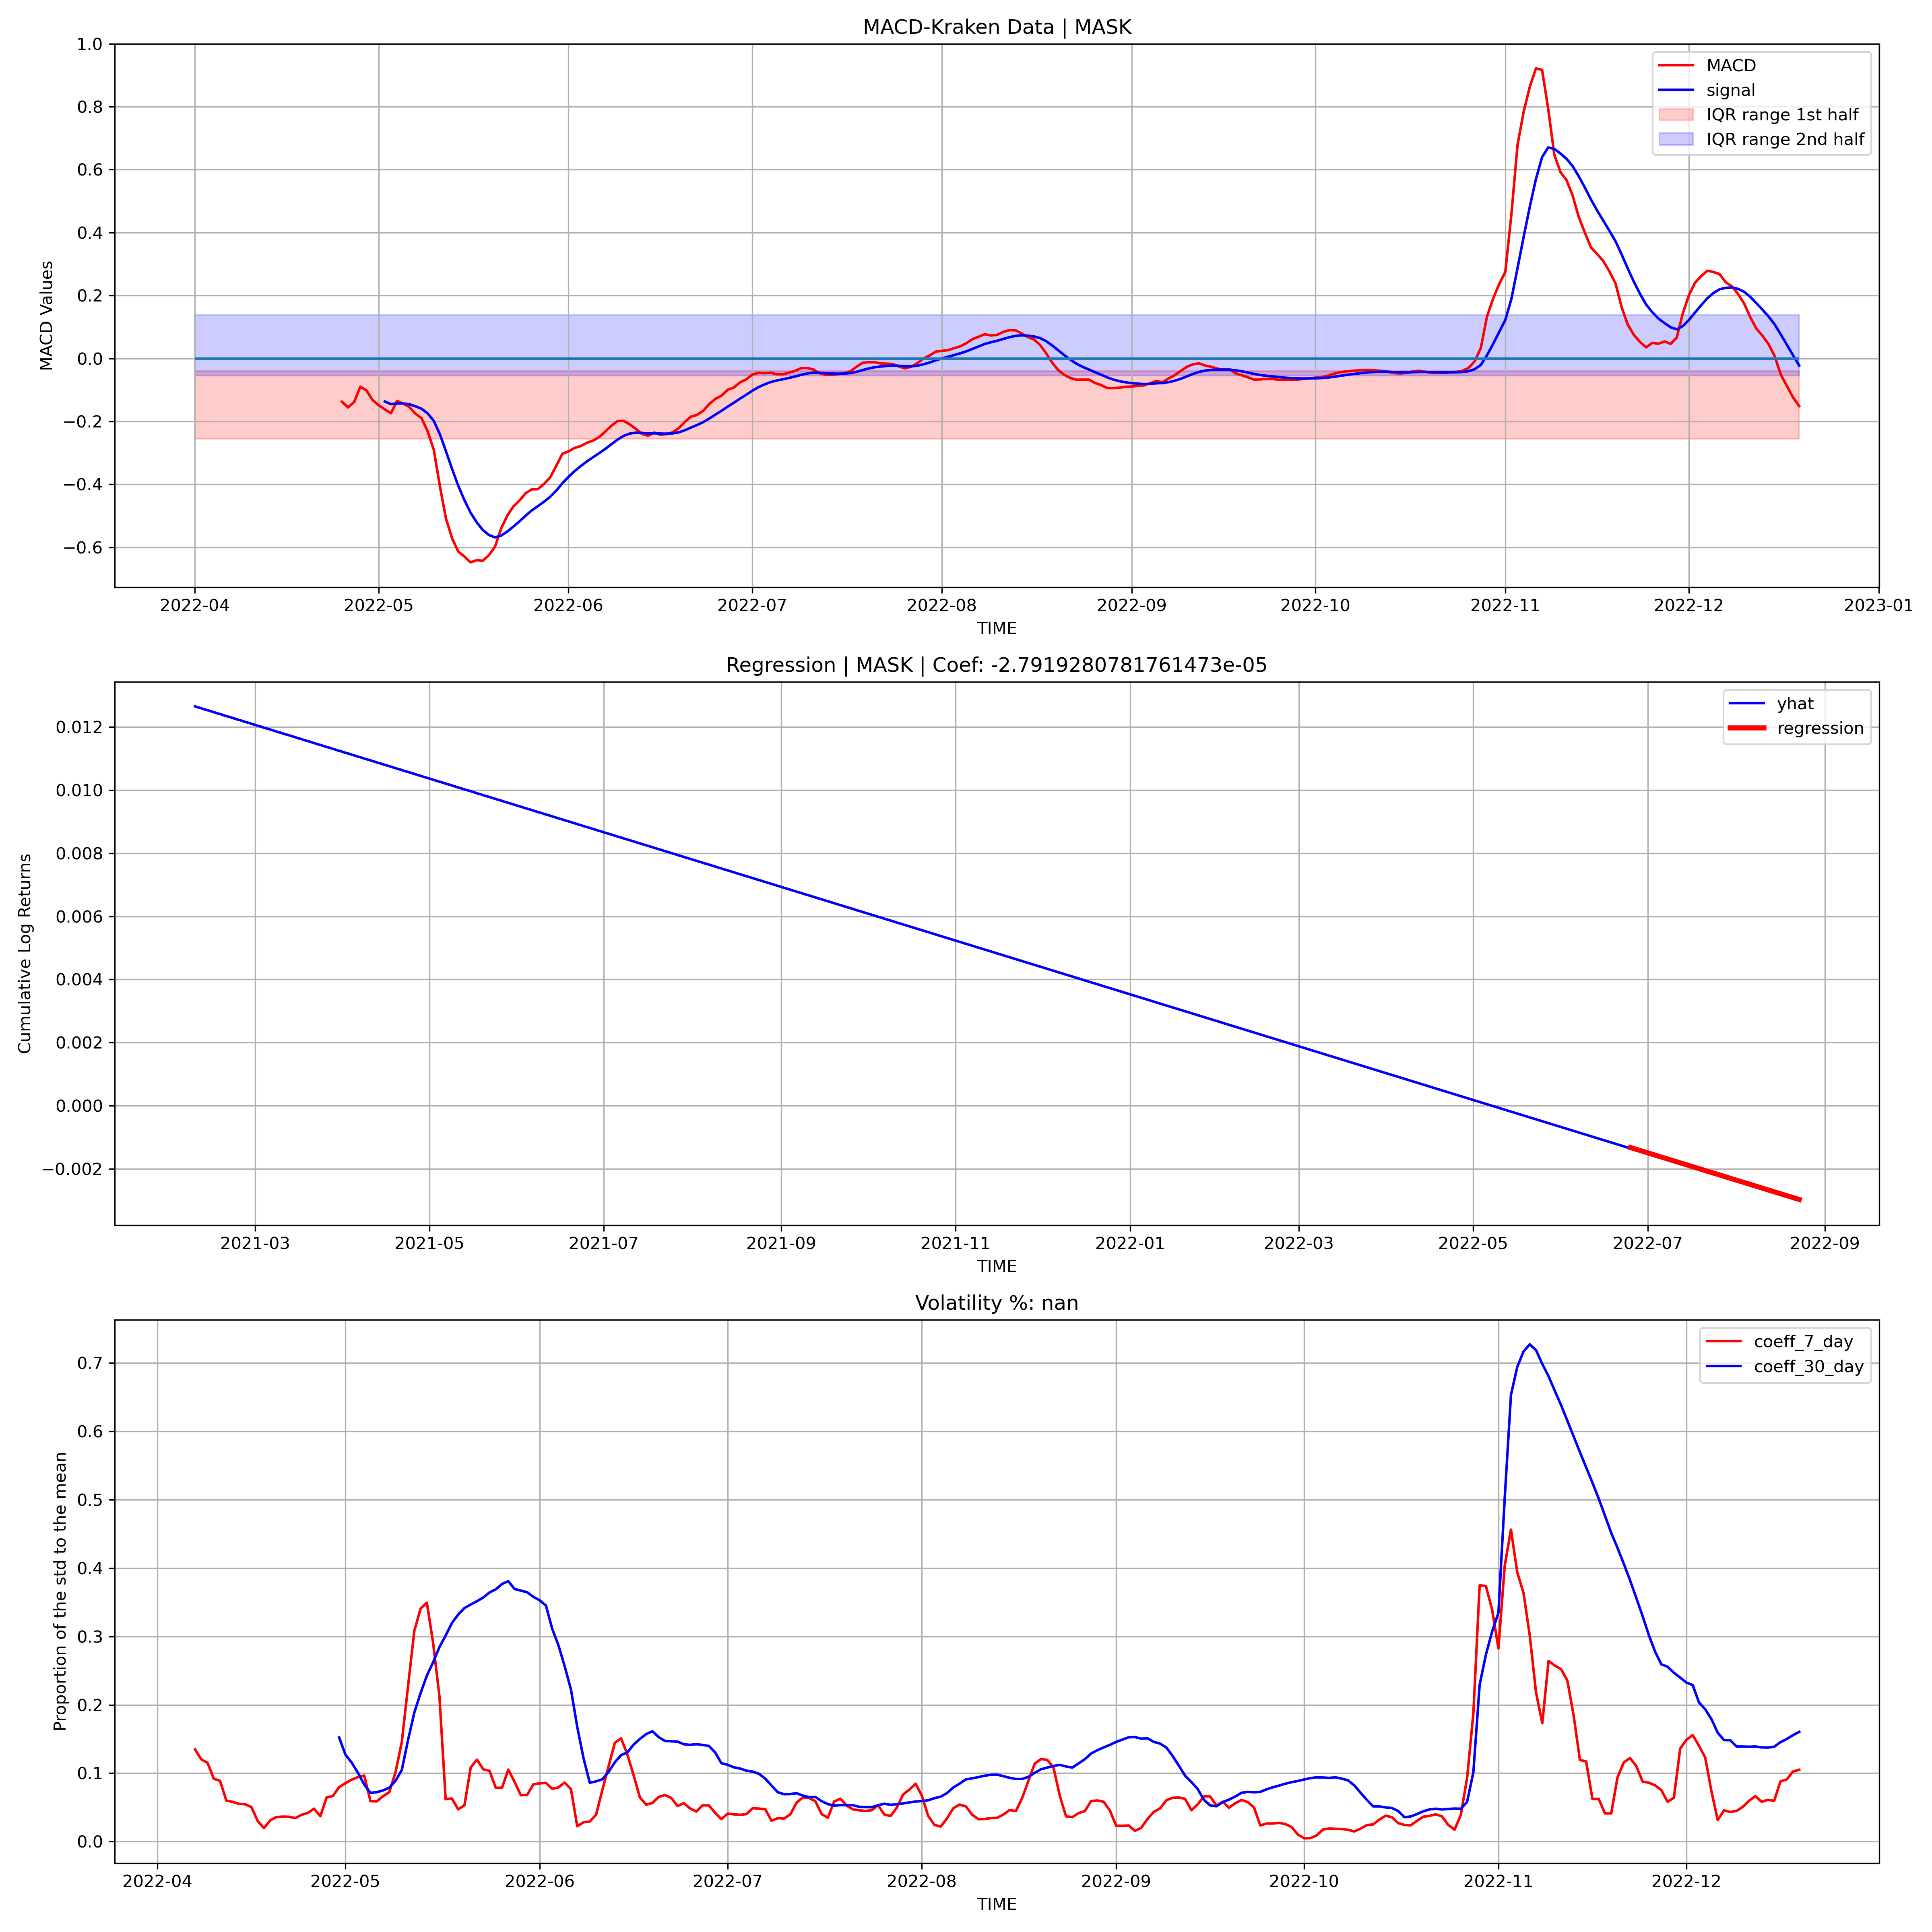 MACD-Kraken Data | MASK
1.0
0.8
0.6
0.4
0.2
0.0
−0.2
−0.4
−0.6
MACD Values
MACD
signal
IQR range 1st half
IQR range 2nd half
2022-04 2022-05 2022-06 2022-07 2022-08 2022-09 2022-10 2022-11 2022-12 2023-01
TIME
Regression | MASK | Coef: -2.7919280781761473e-05
0.012
0.010
0.008
0.006
0.004
0.002
0.000
−0.002
Cumulative Log Returns
yhat
regression
2021-03 2021-05 2021-07 2021-09 2021-11 2022-01 2022-03 2022-05 2022-07 2022-09
TIME
Volatility %: nan
0.7
0.6
0.5
0.4
0.3
0.2
0.1
0.0
Proportion of the std to the mean
coeff_7_day
coeff_30_day
2022-04 2022-05 2022-06 2022-07 2022-08 2022-09 2022-10 2022-11 2022-12
TIME